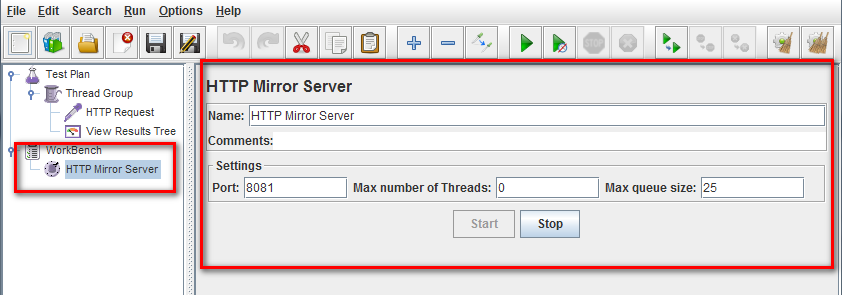 File Edit Search Run Options Help
STOP
Test Plan
Thread Group
HTTP Request
View Results Tree
WorkBench
HTTP Mirror Server
HTTP Mirror Server
Name: HTTP Mirror Server
Comments:
Settings
Port: 8081 Max number of Threads: 0 Max queue size: 25
Start Stop